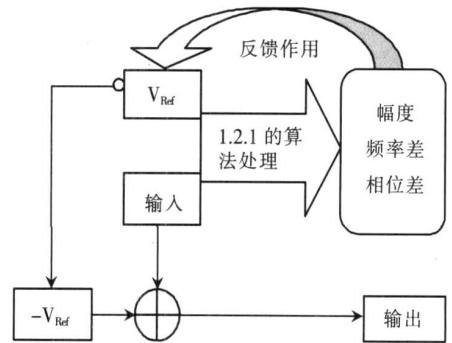 反馈作用
V_Ref
1.2.1 的算
法处理
幅度
频率差
相位差
输入
-V_Ref
输出